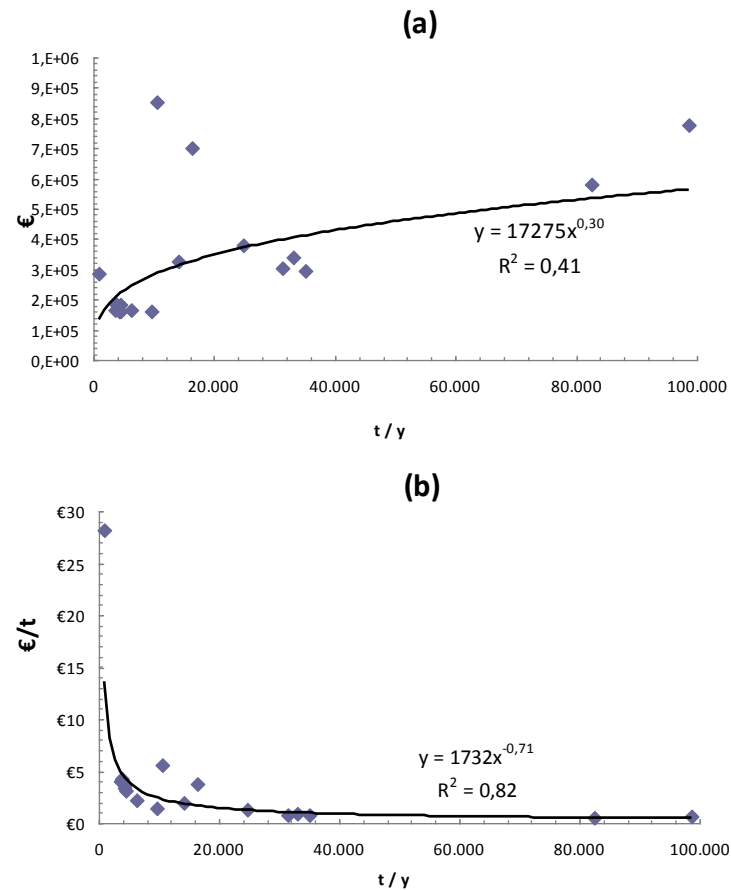 (a)
1,E+06
9,E+05
8,E+05
7,E+05
6,E+05
5,E+05
4,E+05
3,E+05
2,E+05
1,E+05
0,E+00
€
y = 17275x^0,30
R² = 0,41
0 20.000 40.000 60.000 80.000 100.000
t / y
(b)
€30
€25
€20
€15
€10
€5
€0
€/t
y = 1732x^-0,71
R² = 0,82
0 20.000 40.000 60.000 80.000 100.000
t / y